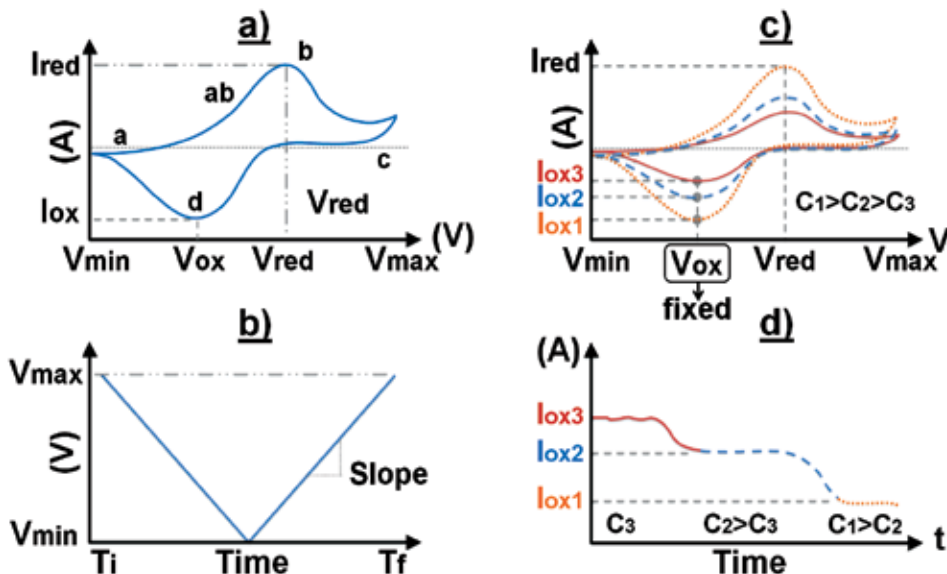 a)
Ired
b
ab
(A)
a
c
Iox
d
Vred
(V)
Vmin
Vox
Vred
Vmax
c)
Ired
(A)
Iox3
Iox2
Iox1
C1>C2>C3
V
Vmin
Vox
Vred
Vmax
fixed
b)
Vmax
(V)
Slope
Vmin
Ti
Time
Tf
d)
(A)
Iox3
Iox2
Iox1
C3
C2>C3
C1>C2
t
Time